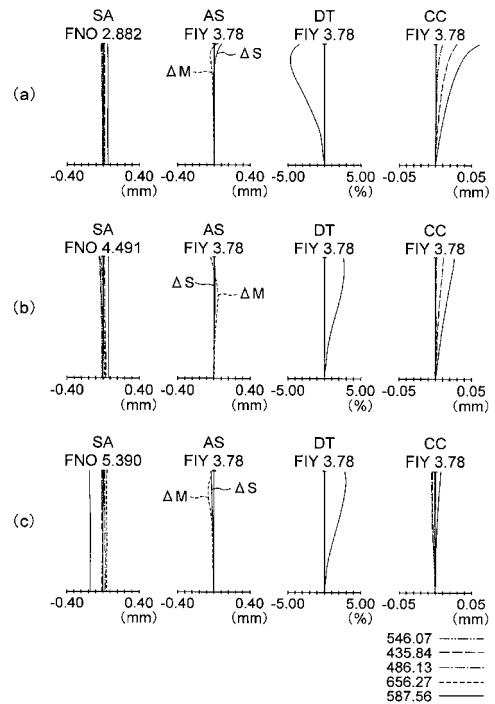 SA AS DT CC
FNO 2.882 FIY 3.78 FIY 3.78 FIY 3.78
ΔS
ΔM
(a)
-0.40 0.40 -0.40 0.40 -5.00 5.00 -0.05 0.05
(mm) (mm) (%) (mm)
SA AS DT CC
FNO 4.491 FIY 3.78 FIY 3.78 FIY 3.78
ΔS
ΔM
(b)
-0.40 0.40 -0.40 0.40 -5.00 5.00 -0.05 0.05
(mm) (mm) (%) (mm)
SA AS DT CC
FNO 5.390 FIY 3.78 FIY 3.78 FIY 3.78
ΔS
ΔM
(c)
-0.40 0.40 -0.40 0.40 -5.00 5.00 -0.05 0.05
(mm) (mm) (%) (mm)
546.07
435.84
486.13
656.27
587.56